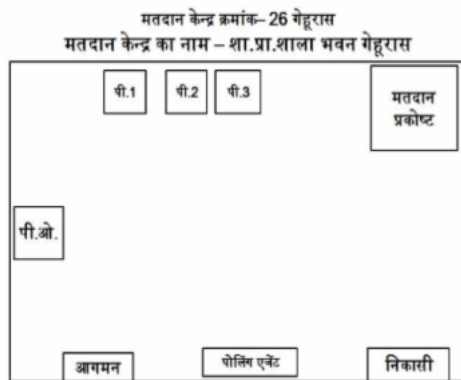 मतदान केन्द्र क्रमांक– 26 गेहूरास
मतदान केन्द्र का नाम – शा.प्रा.शाला भवन गेहूरास
पी.1 पी.2 पी.3
मतदान
प्रकोष्ट
पी.ओ.
आगमन पोलिंग एजेंट निकासी